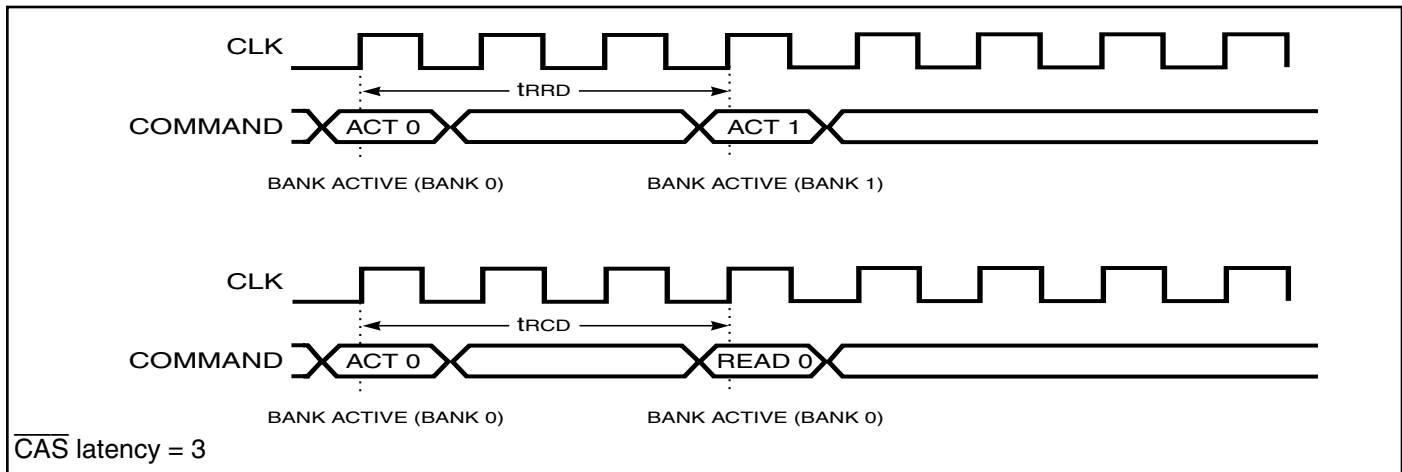 CLK
tRRD
COMMAND ACT 0 ACT 1
BANK ACTIVE (BANK 0) BANK ACTIVE (BANK 1)
CLK
tRCD
COMMAND ACT 0 READ 0
BANK ACTIVE (BANK 0) BANK ACTIVE (BANK 0)
C̅A̅S̅ latency = 3